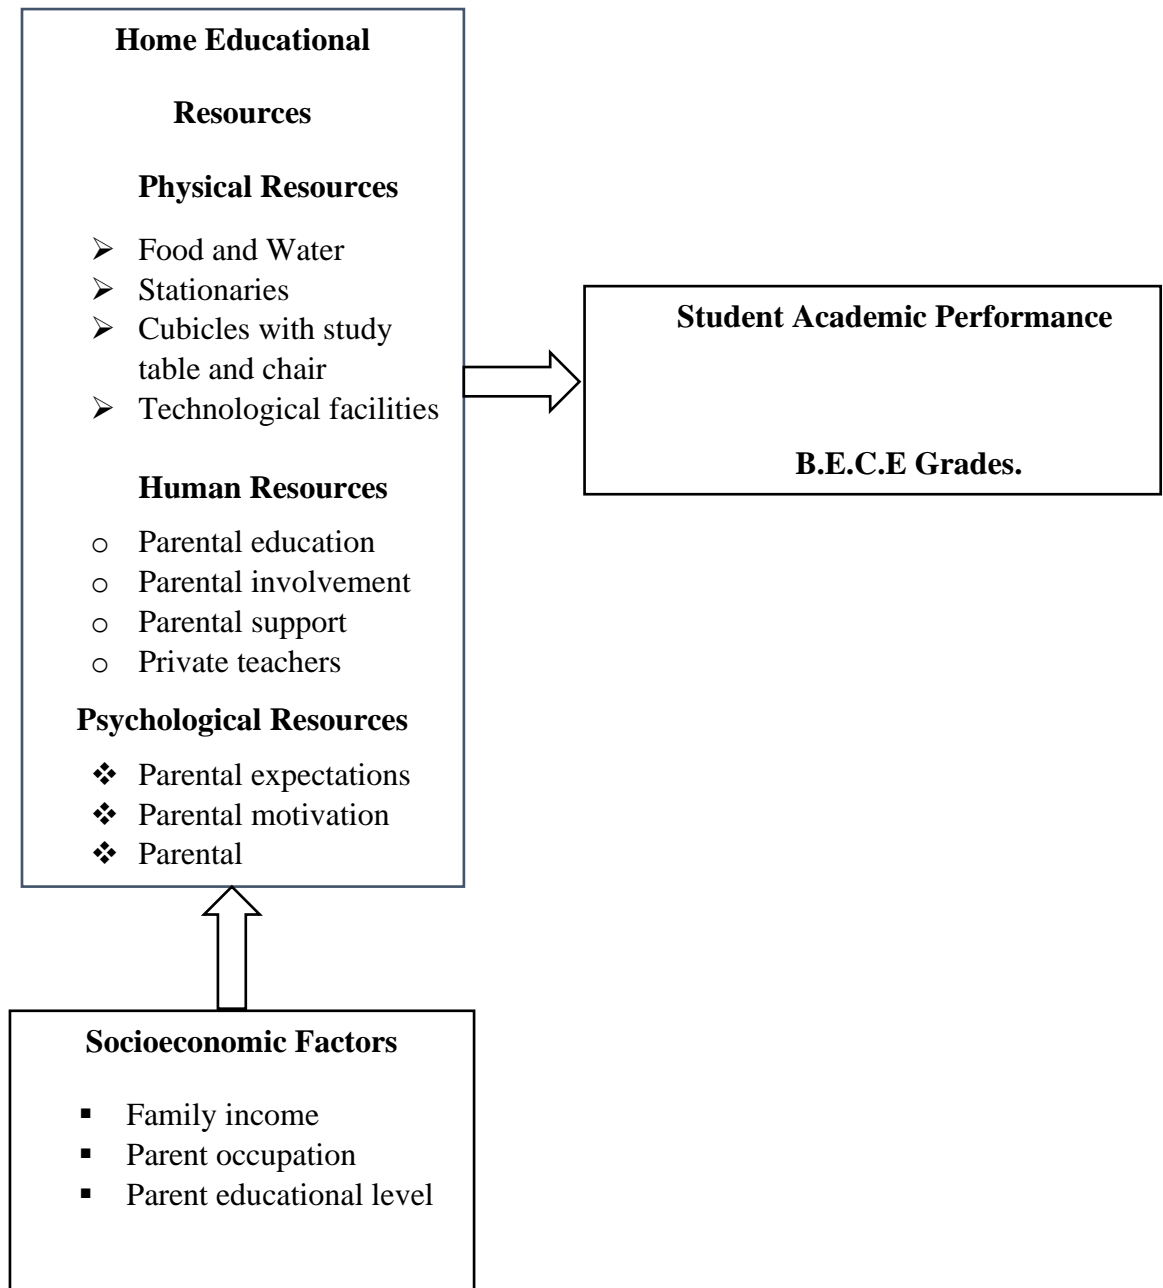 Home Educational
Resources
Physical Resources
➢ Food and Water
➢ Stationaries
➢ Cubicles with study
table and chair
➢ Technological facilities
Human Resources
o Parental education
o Parental involvement
o Parental support
o Private teachers
Psychological Resources
❖ Parental expectations
❖ Parental motivation
❖ Parental
Student Academic Performance
B.E.C.E Grades.
Socioeconomic Factors
▪ Family income
▪ Parent occupation
▪ Parent educational level